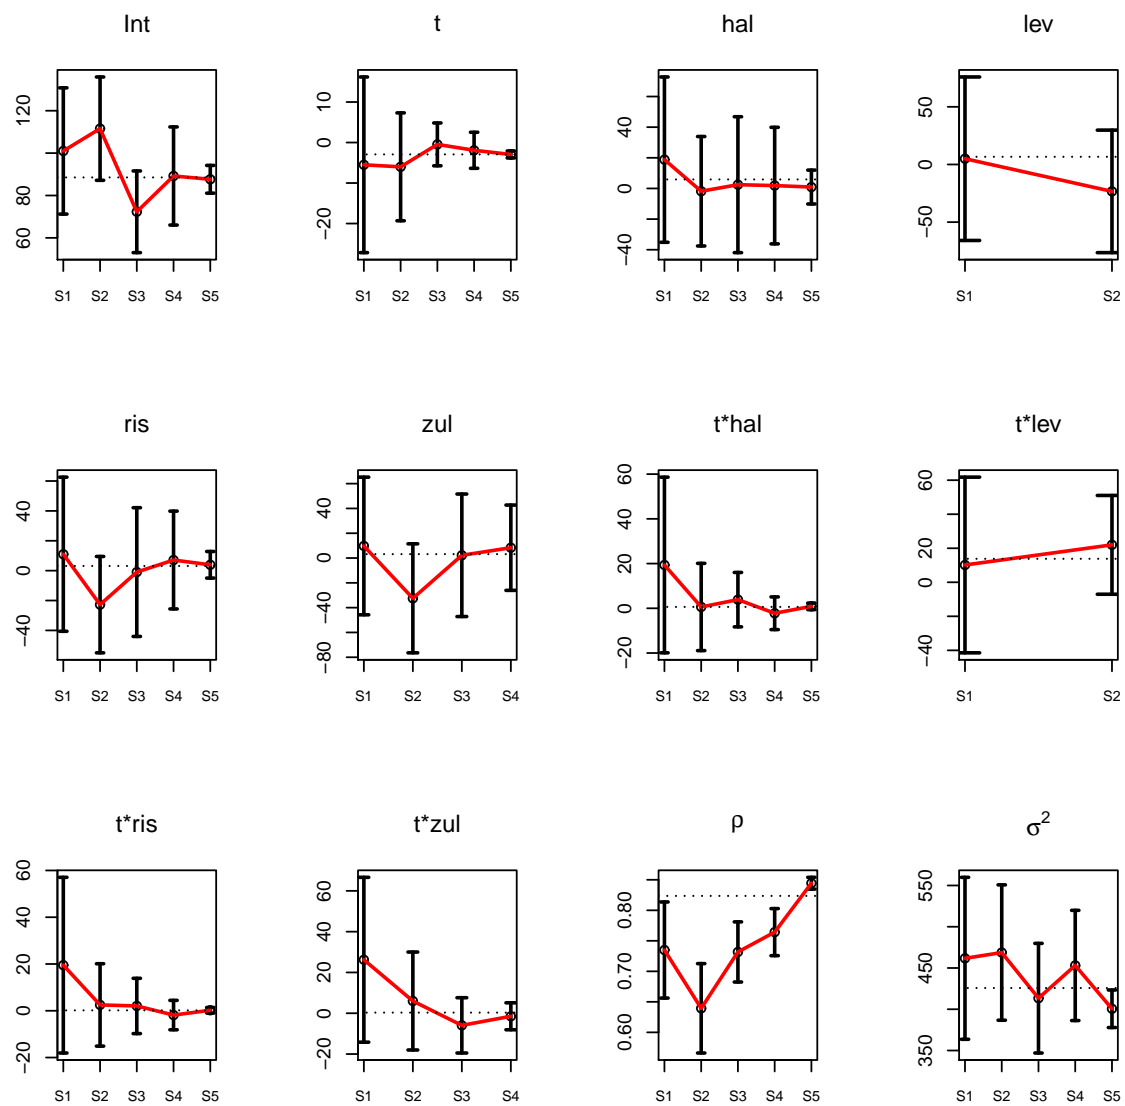 Int t hal lev
120 80 60
10 0 −20
40 0 −40
50 0 −50
S1 S2 S3 S4 S5 S1 S2 S3 S4 S5 S1 S2 S3 S4 S5 S1 S2
ris zul t*hal t*lev
40 0 −40
40 0 −40 −80
60 40 20 0 −20
60 20 0 −40
S1 S2 S3 S4 S5 S1 S2 S3 S4 S1 S2 S3 S4 S5 S1 S2
t*ris t*zul ρ σ²
60 40 20 0 −20
60 40 20 0 −20
0.80 0.70 0.60
550 450 350
S1 S2 S3 S4 S5 S1 S2 S3 S4 S1 S2 S3 S4 S5 S1 S2 S3 S4 S5